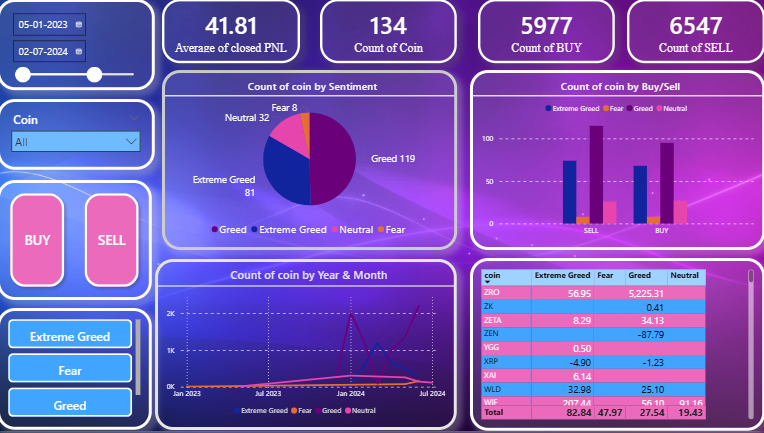 05-01-2023
02-07-2024
41.81
Average of closed PNL
134
Count of Coin
5977
Count of BUY
6547
Count of SELL
Coin
All
BUY
SELL
Extreme Greed
Fear
Greed
Count of coin by Sentiment
Fear 8
Neutral 32
Greed 119
Extreme Greed
81
Greed Extreme Greed Neutral Fear
Count of coin by Buy/Sell
Extreme Greed Fear Greed Neutral
100
50
0
SELL BUY
Count of coin by Year & Month
2K
1K
0K
Jan 2023 Jul 2023 Jan 2024 Jul 2024
Extreme Greed Fear Greed Neutral
coin Extreme Greed Fear Greed Neutral
ZRO 56.95 5,225.31
ZK 0.41
ZETA 8.29 34.13
ZEN -87.79
YGG 0.50
XRP -4.90 -1.23
XAI 6.14
WLD 32.98 25.10
WIF 207.44 56.10 91.16
Total 82.84 47.97 27.54 19.43